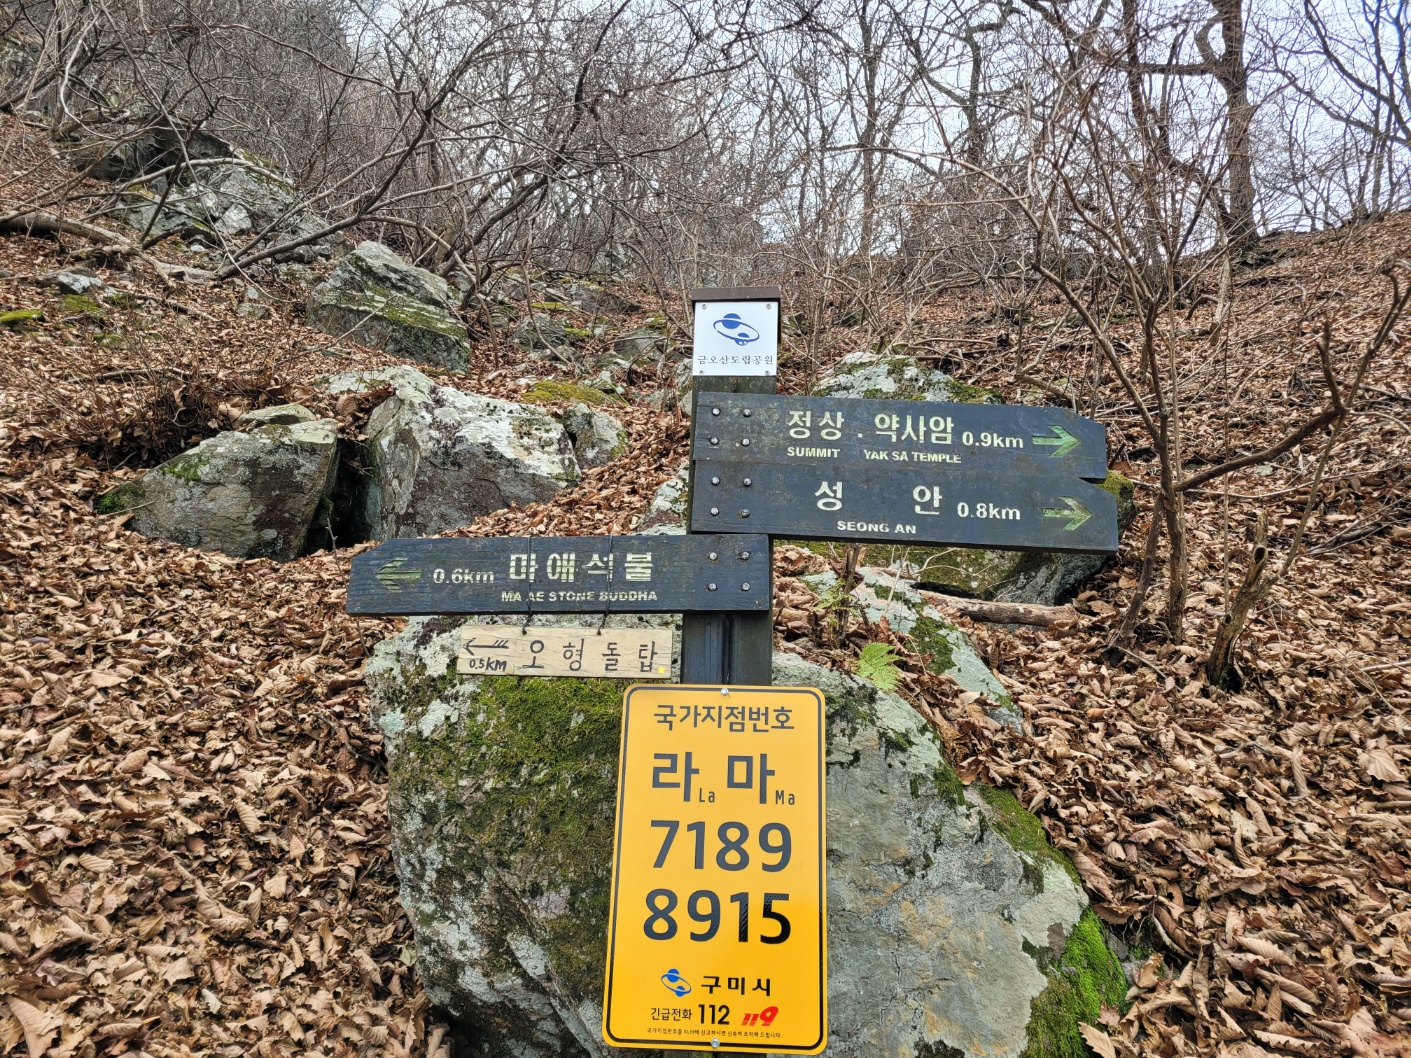 금오산도립공원
정상 . 약사암 0.9km
SUMMIT YAK SA TEMPLE
성 안 0.8km
SEONG AN
0.6km 마애석불
MA AE STONE BUDDHA
0.5KM 오형돌탑
국가지점번호
라 La 마 Ma
7189
8915
구미시
긴급전화 112 119